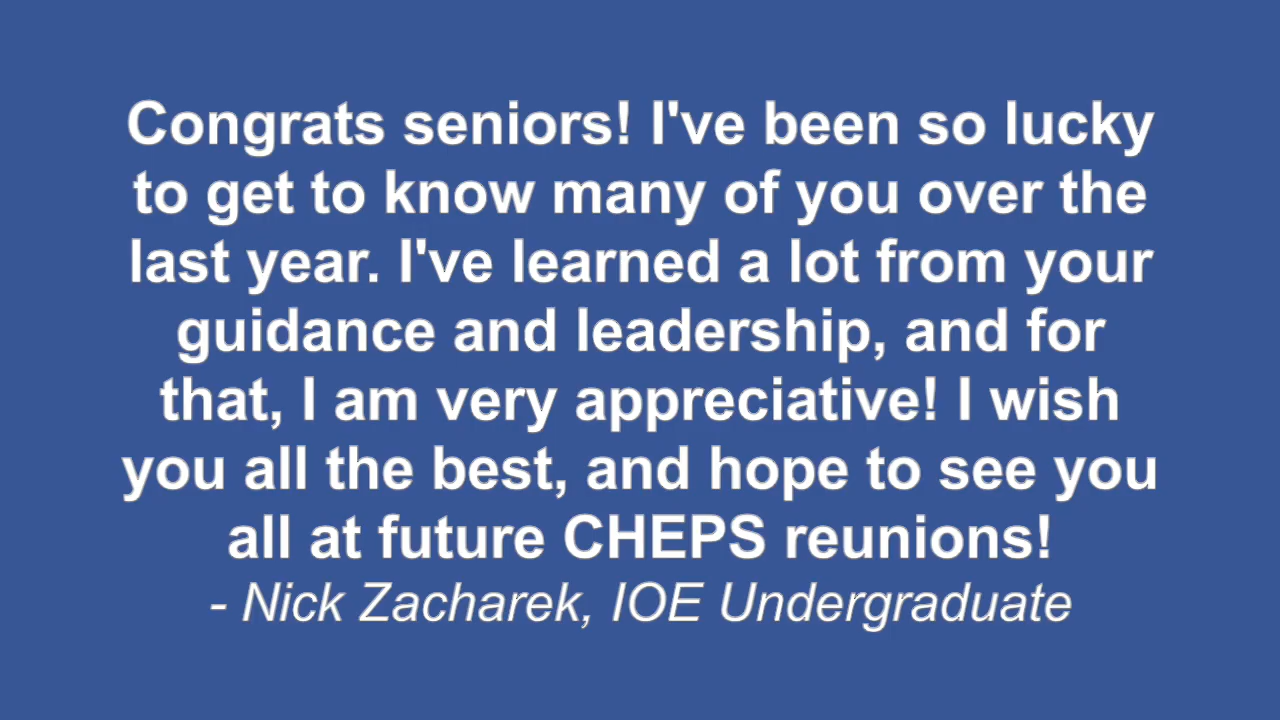 Congrats seniors! I've been so lucky
to get to know many of you over the
last year. I've learned a lot from your
guidance and leadership, and for
that, I am very appreciative! I wish
you all the best, and hope to see you
all at future CHEPS reunions!
- Nick Zacharek, IOE Undergraduate